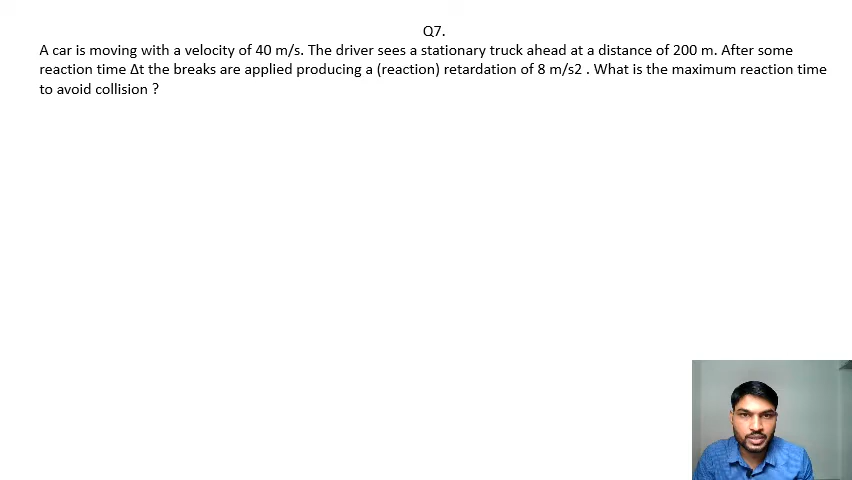 Q7.
A car is moving with a velocity of 40 m/s. The driver sees a stationary truck ahead at a distance of 200 m. After some
reaction time Δt the breaks are applied producing a (reaction) retardation of 8 m/s2 . What is the maximum reaction time
to avoid collision ?